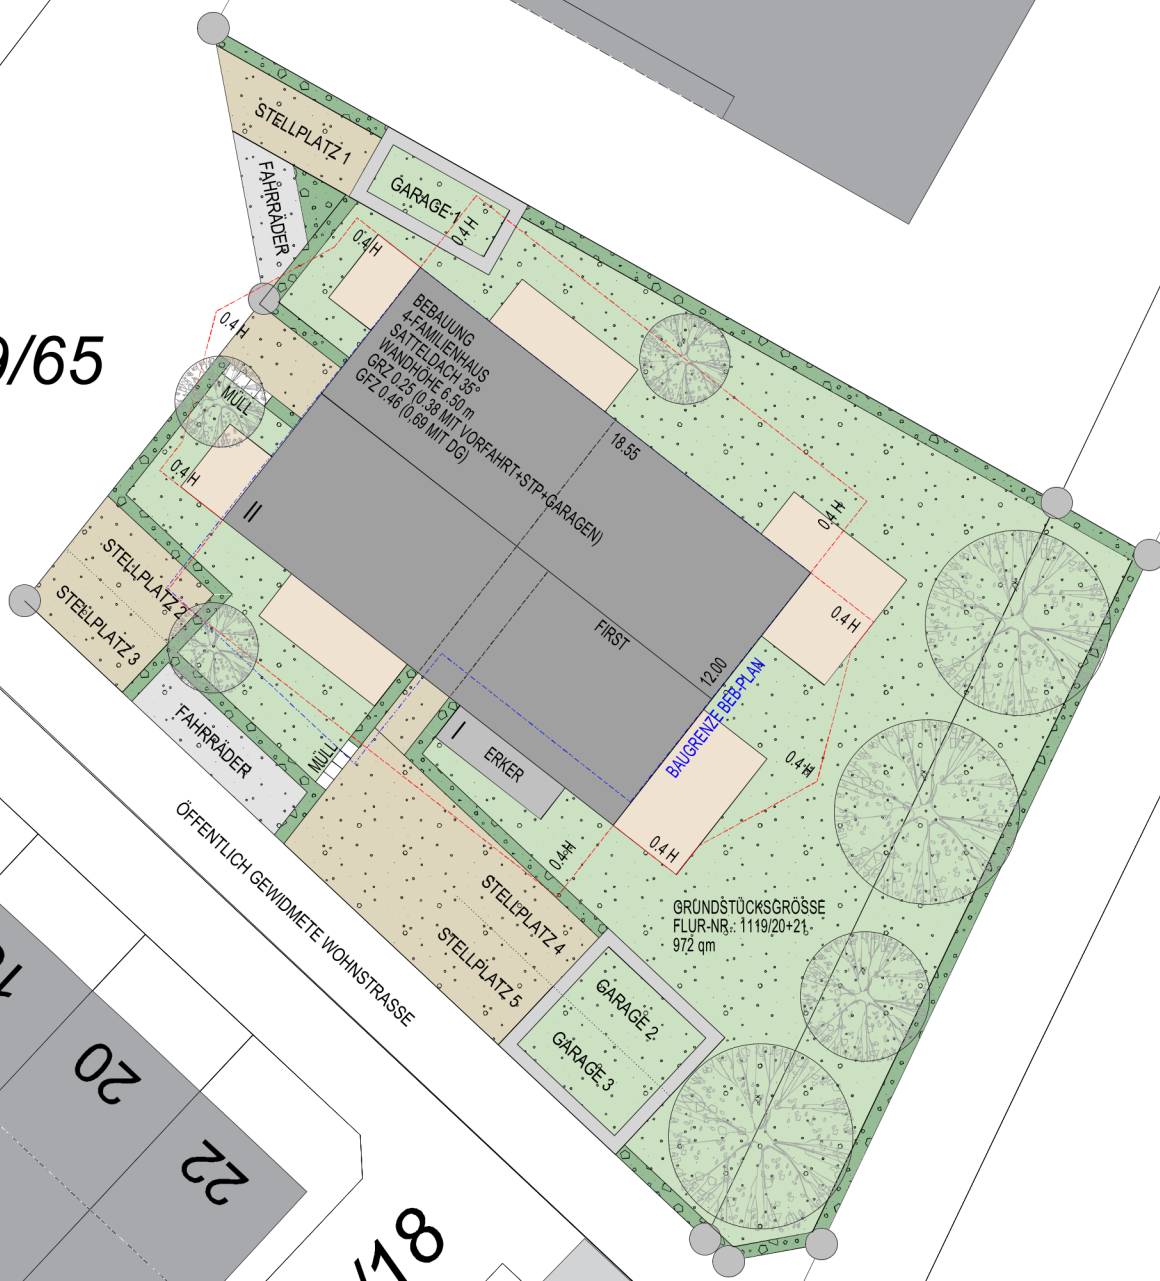 STELLPLATZ 1
FAHRRÄDER
GARAGE 1
0.4 H
0.4 H
0.4 H
9/65
BEBAUUNG
4-FAMILIENHAUS
SATTELDACH 35°
WANDHÖHE 6.50 m
GRZ 0.25 (0.38 MIT VORFAHRT+STP+GARAGEN)
GFZ 0.46 (0.69 MIT DG)
MÜLL
18.55
0.4 H
II
0.4 H
STELLPLATZ 2
STELLPLATZ 3
0.4 H
FIRST
12.00
BAUGRENZE BEB-PLAN
FAHRRÄDER
MÜLL
I
ERKER
0.4 H
0.4 H
0.4 H
ÖFFENTLICH GEWIDMETE WOHNSTRASSE
STELLPLATZ 4
STELLPLATZ 5
GRUNDSTÜCKSGRÖSSE
FLUR-NR.: 1119/20+21
972 qm
GARAGE 2
GARAGE 3
20
22
/18